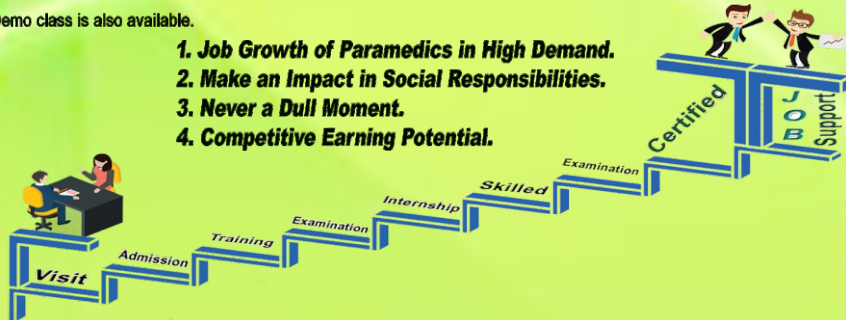 Demo class is also available.
1. Job Growth of Paramedics in High Demand.
2. Make an Impact in Social Responsibilities.
3. Never a Dull Moment.
4. Competitive Earning Potential.
Visit
Admission
Training
Examination
Internship
Skilled
Examination
Certified
JOB
Support